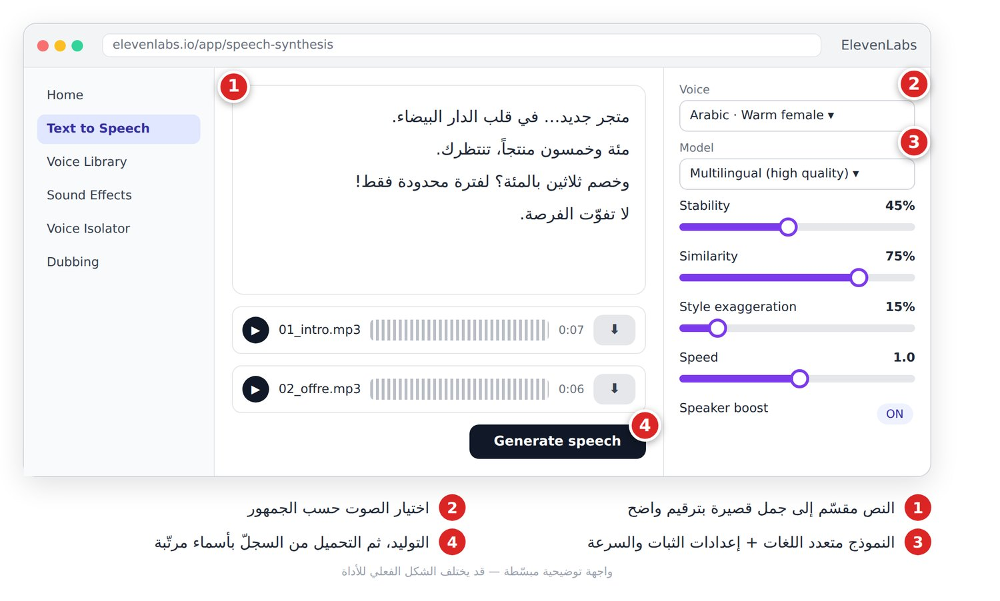 elevenlabs.io/app/speech-synthesis
ElevenLabs
Home
Text to Speech
Voice Library
Sound Effects
Voice Isolator
Dubbing
1
متجر جديد… في قلب الدار البيضاء.
مئة وخمسون منتجاً، تنتظرك.
وخصم ثلاثين بالمئة؟ لفترة محدودة فقط!
لا تفوّت الفرصة.
▶ 01_intro.mp3 0:07 ⬇
▶ 02_offre.mp3 0:06 ⬇
Generate speech
4
Voice
2
Arabic · Warm female ▾
Model
3
Multilingual (high quality) ▾
Stability 45%
Similarity 75%
Style exaggeration 15%
Speed 1.0
Speaker boost ON
1 النص مقسّم إلى جمل قصيرة بترقيم واضح
2 اختيار الصوت حسب الجمهور
3 النموذج متعدد اللغات + إعدادات الثبات والسرعة
4 التوليد، ثم التحميل من السجلّ بأسماء مرتّبة
واجهة توضيحية مبسّطة — قد يختلف الشكل الفعلي للأداة